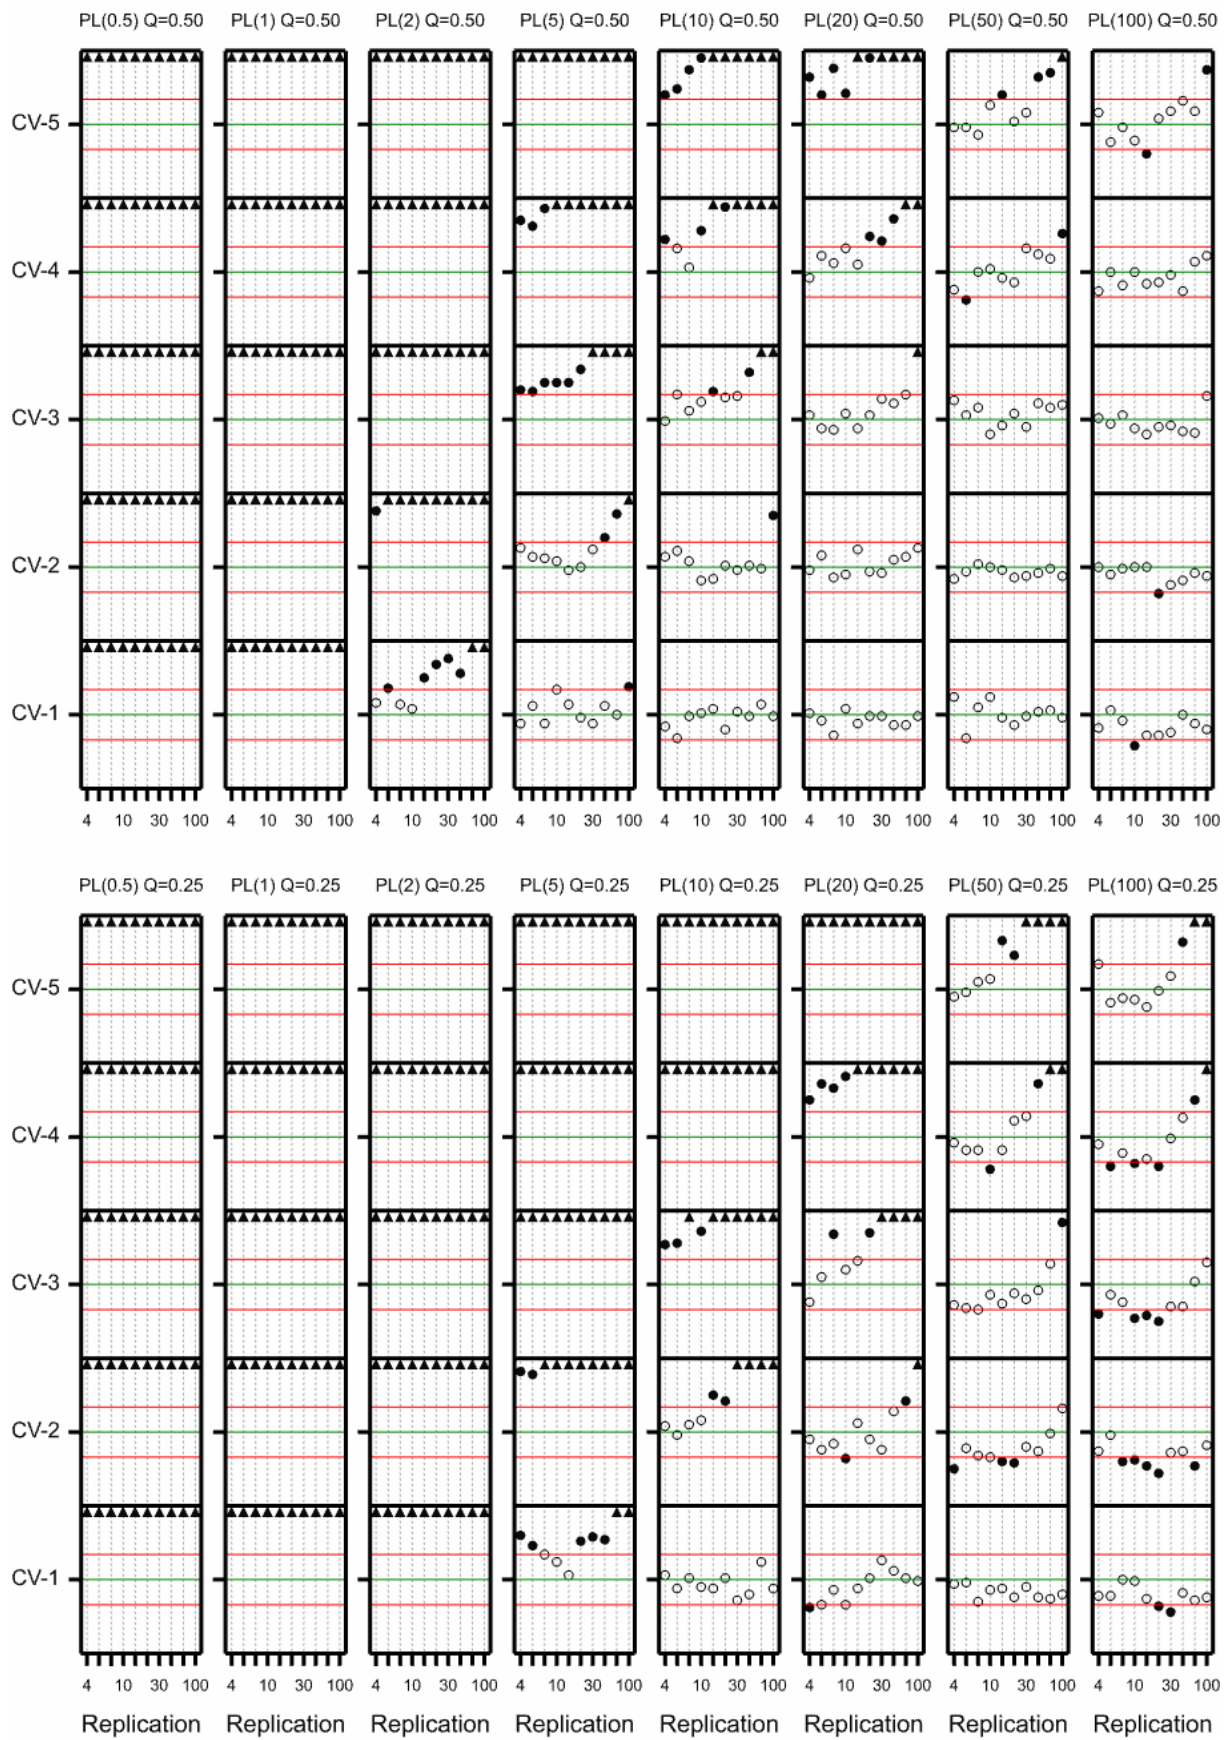 PL(0.5) Q=0.50 PL(1) Q=0.50 PL(2) Q=0.50 PL(5) Q=0.50 PL(10) Q=0.50 PL(20) Q=0.50 PL(50) Q=0.50 PL(100) Q=0.50
CV-5
CV-4
CV-3
CV-2
CV-1
4 10 30 100 4 10 30 100 4 10 30 100 4 10 30 100 4 10 30 100 4 10 30 100 4 10 30 100 4 10 30 100
PL(0.5) Q=0.25 PL(1) Q=0.25 PL(2) Q=0.25 PL(5) Q=0.25 PL(10) Q=0.25 PL(20) Q=0.25 PL(50) Q=0.25 PL(100) Q=0.25
CV-5
CV-4
CV-3
CV-2
CV-1
4 10 30 100 4 10 30 100 4 10 30 100 4 10 30 100 4 10 30 100 4 10 30 100 4 10 30 100 4 10 30 100
Replication Replication Replication Replication Replication Replication Replication Replication